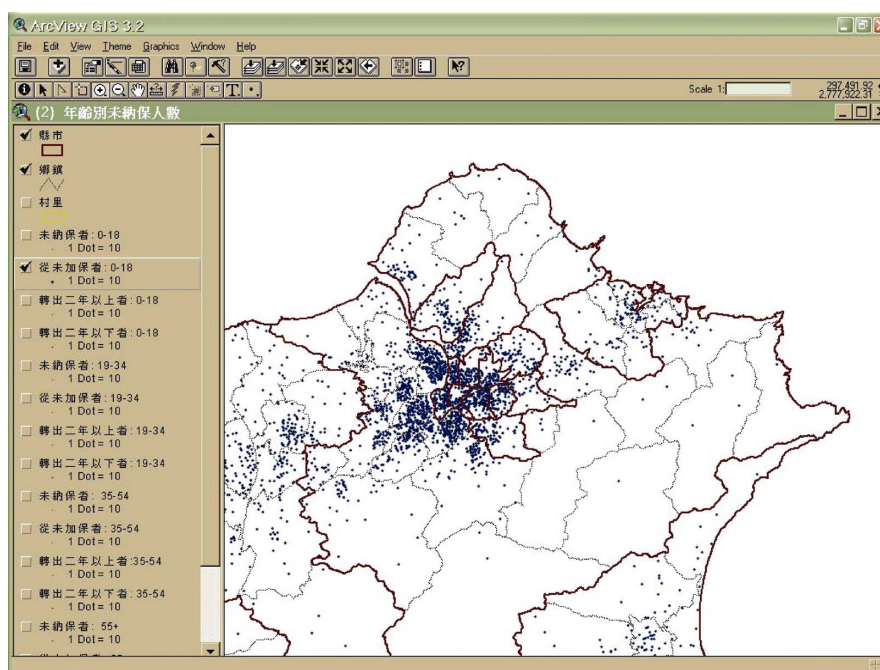 ArcView GIS 3.2
File Edit View Theme Graphics Window Help
Scale 1:
297,491.92
2,777,922.31
(2) 年齡別未納保人數
縣市
鄉鎮
村里
未納保者:0-18
1 Dot = 10
從未加保者:0-18
1 Dot = 10
轉出二年以上者:0-18
1 Dot = 10
轉出二年以下者:0-18
1 Dot = 10
未納保者:19-34
1 Dot = 10
從未加保者:19-34
1 Dot = 10
轉出二年以上者:19-34
1 Dot = 10
轉出二年以下者:19-34
1 Dot = 10
未納保者:35-54
1 Dot = 10
從未加保者:35-54
1 Dot = 10
轉出二年以上者:35-54
1 Dot = 10
轉出二年以下者:35-54
1 Dot = 10
未納保者: 55+
1 Dot = 10